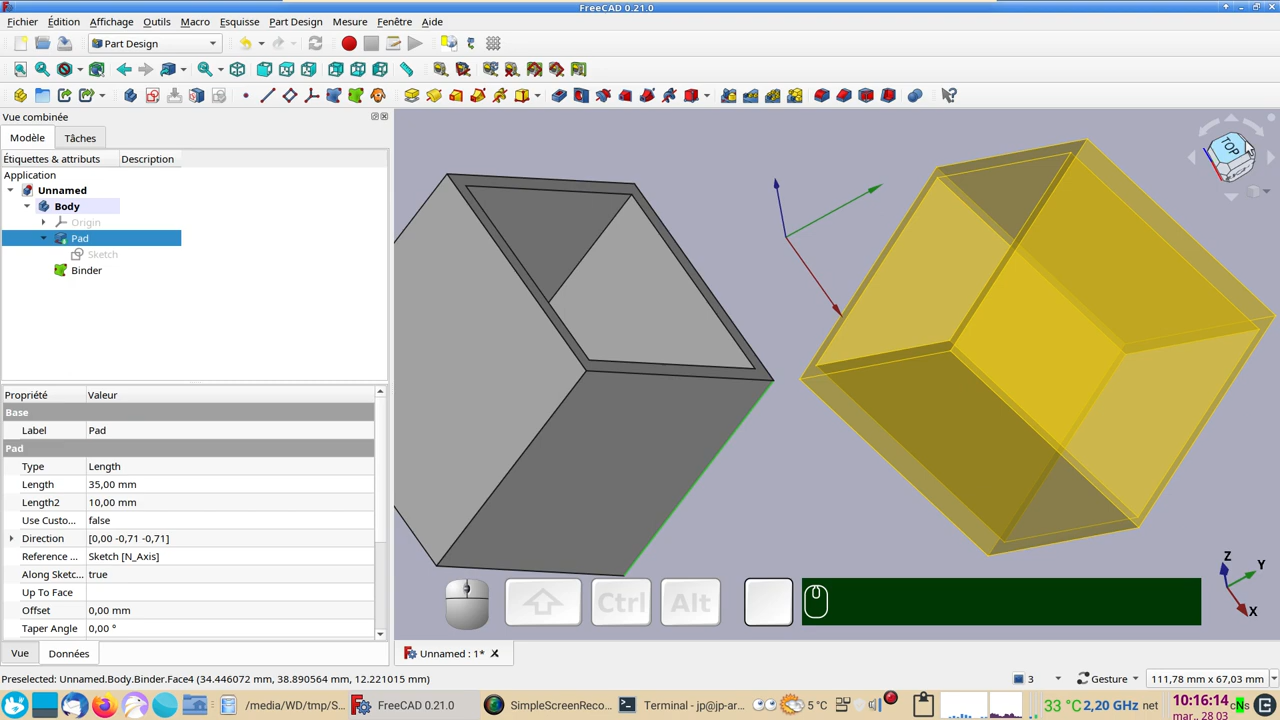 FreeCAD 0.21.0
Fichier Édition Affichage Outils Macro Esquisse Part Design Mesure Fenêtre Aide
Part Design
Vue combinée
Modèle Tâches
Étiquettes & attributs Description
Application
Unnamed
Body
Origin
Pad
Sketch
Binder
Propriété Valeur
Base
Label Pad
Pad
Type Length
Length 35,00 mm
Length2 10,00 mm
Use Custo... false
Direction [0,00 -0,71 -0,71]
Reference ... Sketch [N_Axis]
Along Sketc... true
Up To Face
Offset 0,00 mm
Taper Angle 0,00 °
TOP
Ctrl Alt
Z
Y
X
Vue Données
Unnamed : 1*
Preselected: Unnamed.Body.Binder.Face4 (34.446072 mm, 38.890564 mm, 12.221015 mm)
3 Gesture 111,78 mm x 67,03 mm
/media/WD/tmp/S... FreeCAD 0.21.0 SimpleScreenReco... Terminal - jp@jp-ar... 5 °C 33 °C 2,20 GHz net 10:16:14 cNs
mar.. 28 03